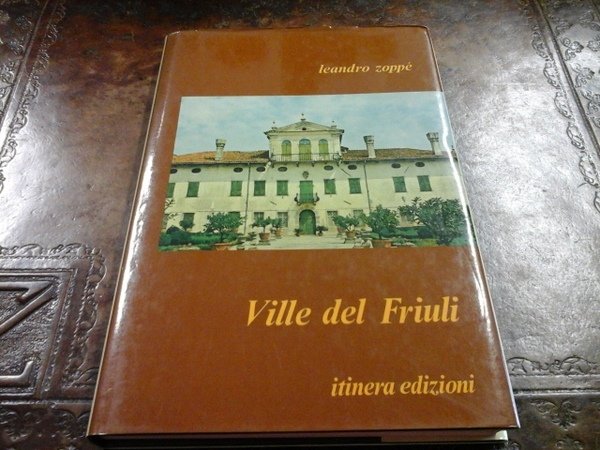 leandro zoppé
Ville del Friuli
itinera edizioni